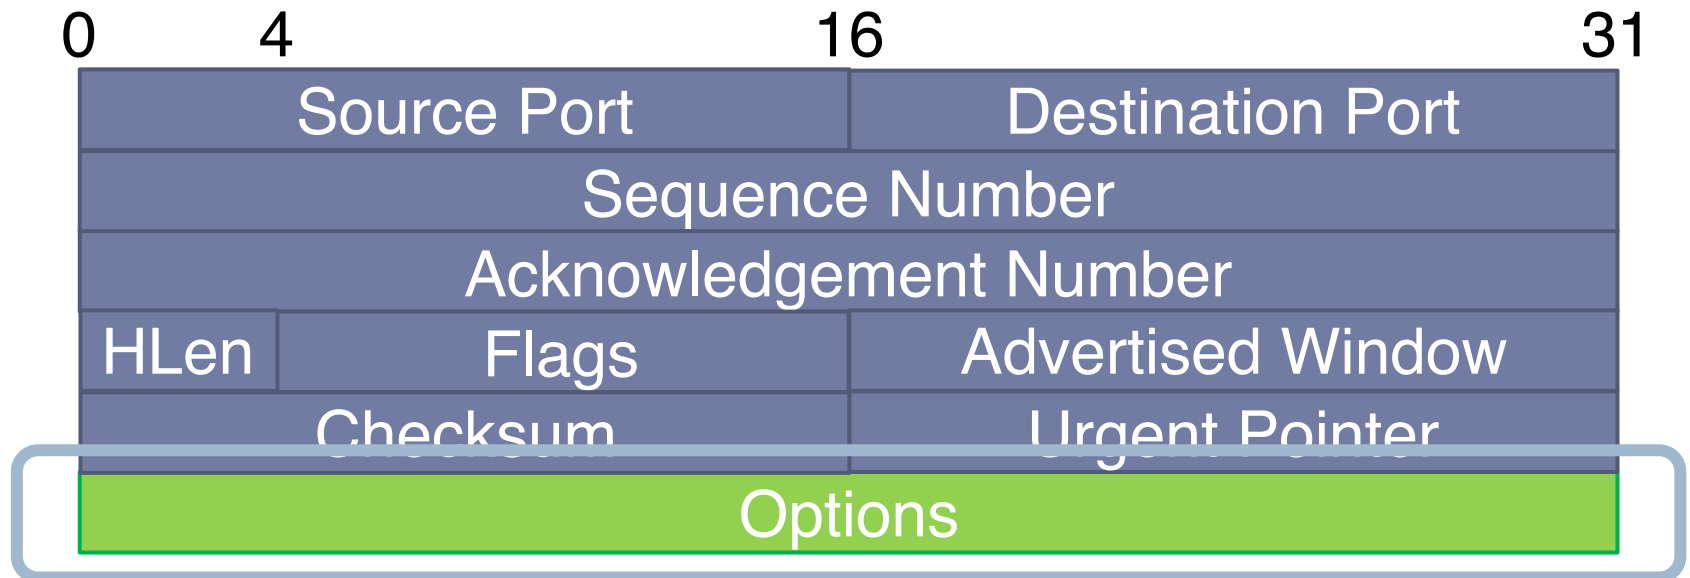 0 4 16 31
Source Port Destination Port
Sequence Number
Acknowledgement Number
HLen Flags Advertised Window
Checksum Urgent Pointer
Options